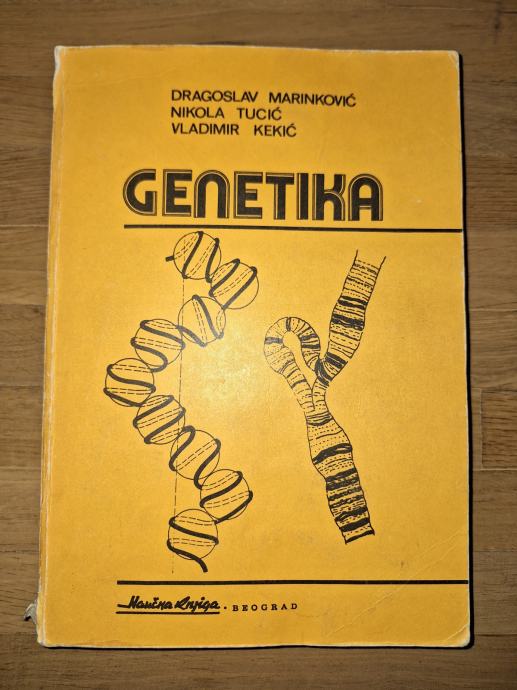 DRAGOSLAV MARINKOVIĆ
NIKOLA TUCIĆ
VLADIMIR KEKIĆ
GENETIKA
Naučna Knjiga • BEOGRAD